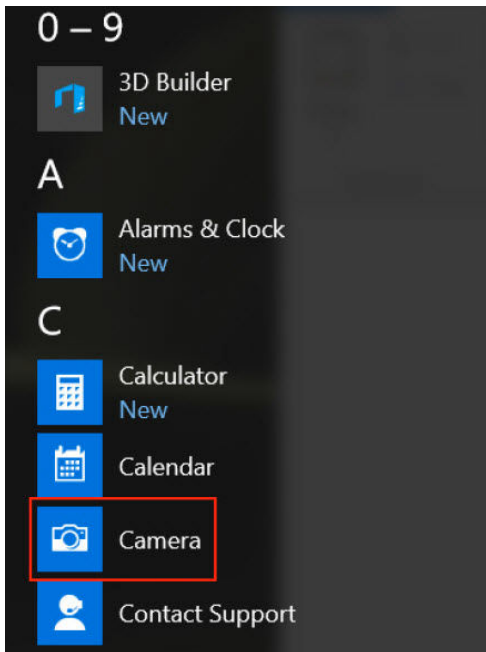 0 – 9
3D Builder
New
A
Alarms & Clock
New
C
Calculator
New
Calendar
Camera
Contact Support